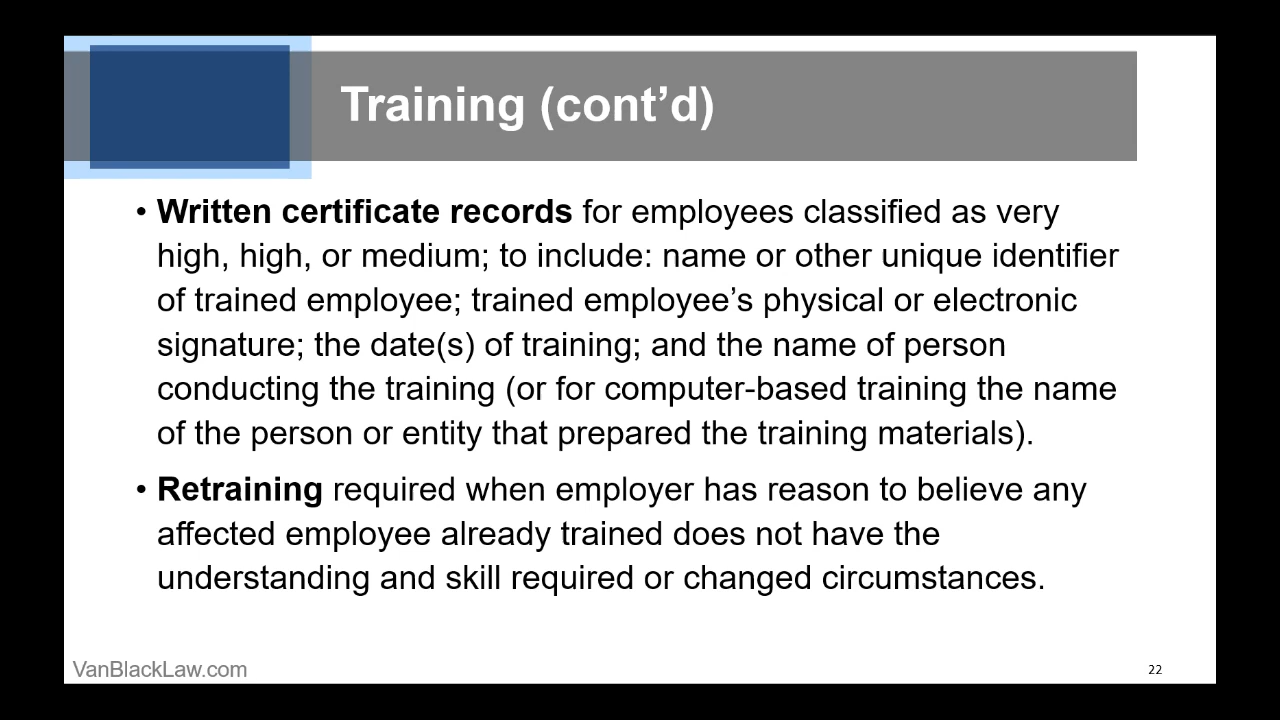 Training (cont’d)
• Written certificate records for employees classified as very
high, high, or medium; to include: name or other unique identifier
of trained employee; trained employee’s physical or electronic
signature; the date(s) of training; and the name of person
conducting the training (or for computer-based training the name
of the person or entity that prepared the training materials).
• Retraining required when employer has reason to believe any
affected employee already trained does not have the
understanding and skill required or changed circumstances.
VanBlackLaw.com
22